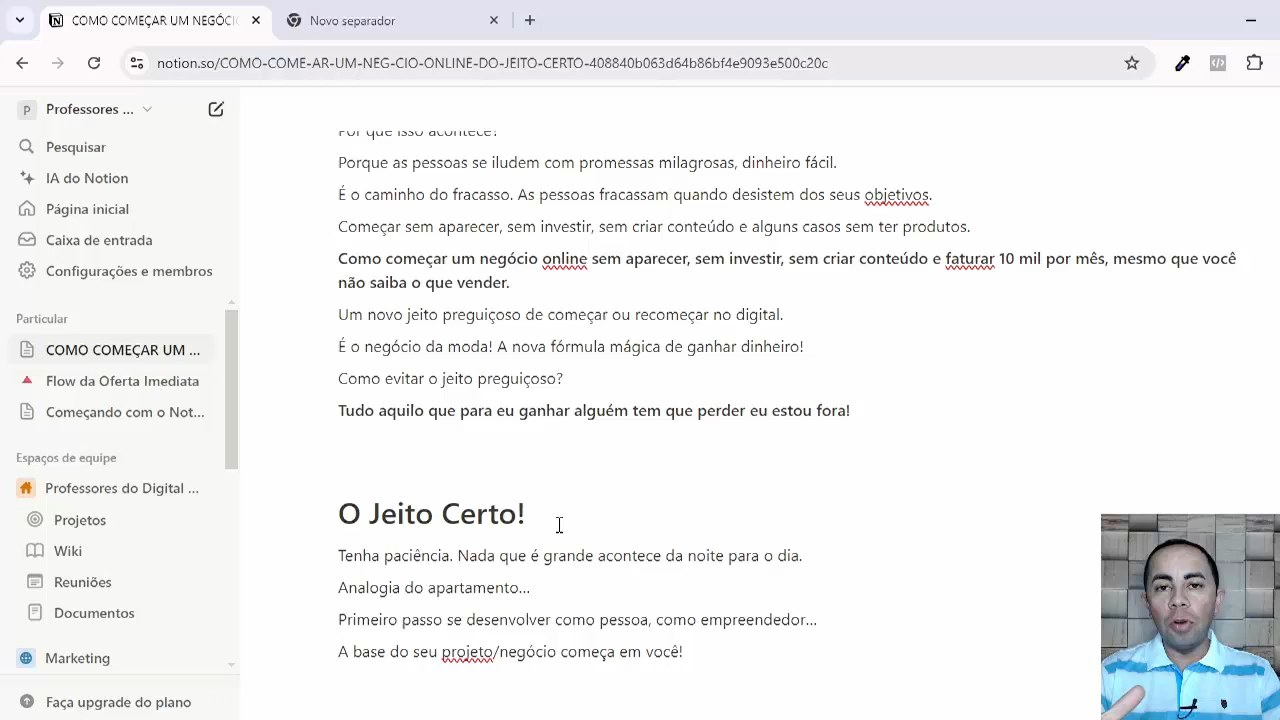 COMO COMEÇAR UM NEGÓCIO
Novo separador
notion.so/COMO-COME-AR-UM-NEG-CIO-ONLINE-DO-JEITO-CERTO-408840b063d64b86bf4e9093e500c20c
P
Professores ...
Pesquisar
IA do Notion
Página inicial
Caixa de entrada
Configurações e membros
Particular
COMO COMEÇAR UM ...
Flow da Oferta Imediata
Começando com o Not...
Espaços de equipe
Professores do Digital ...
Projetos
Wiki
Reuniões
Documentos
Marketing
Faça upgrade do plano
Por que isso acontece?
Porque as pessoas se iludem com promessas milagrosas, dinheiro fácil.
É o caminho do fracasso. As pessoas fracassam quando desistem dos seus objetivos.
Começar sem aparecer, sem investir, sem criar conteúdo e alguns casos sem ter produtos.
Como começar um negócio online sem aparecer, sem investir, sem criar conteúdo e faturar 10 mil por mês, mesmo que você
não saiba o que vender.
Um novo jeito preguiçoso de começar ou recomeçar no digital.
É o negócio da moda! A nova fórmula mágica de ganhar dinheiro!
Como evitar o jeito preguiçoso?
Tudo aquilo que para eu ganhar alguém tem que perder eu estou fora!
O Jeito Certo!
Tenha paciência. Nada que é grande acontece da noite para o dia.
Analogia do apartamento...
Primeiro passo se desenvolver como pessoa, como empreendedor...
A base do seu projeto/negócio começa em você!